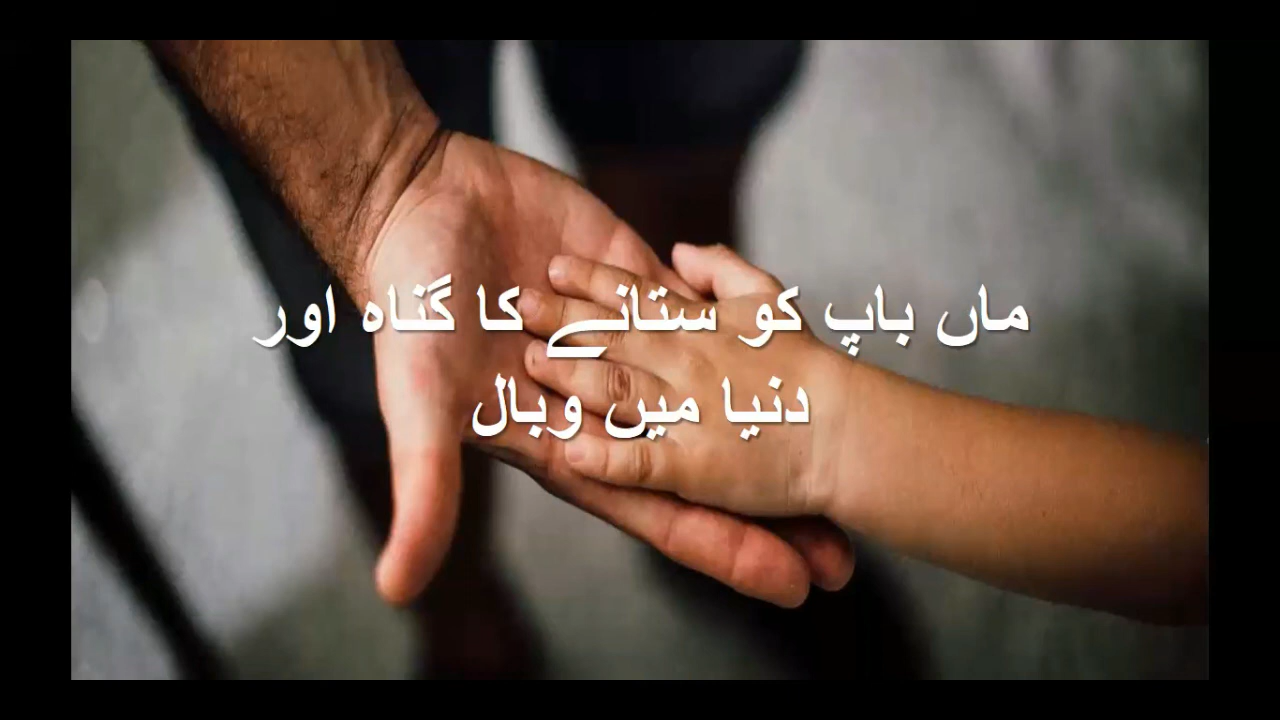 ماں باپ کو ستانے کا گناہ اور
دنیا میں وبال